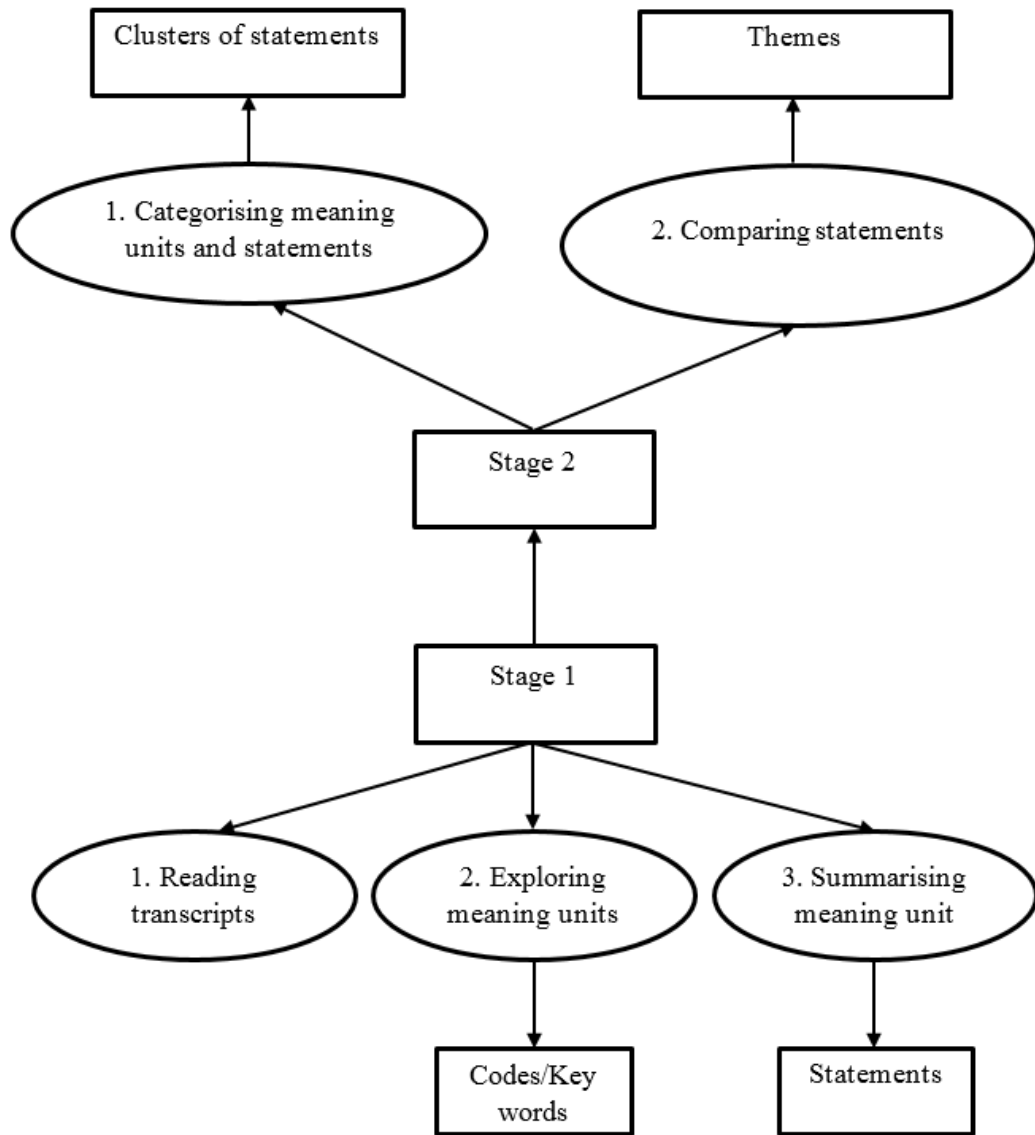 Clusters of statements
Themes
1. Categorising meaning
units and statements
2. Comparing statements
Stage 2
Stage 1
1. Reading
transcripts
2. Exploring
meaning units
3. Summarising
meaning unit
Codes/Key
words
Statements